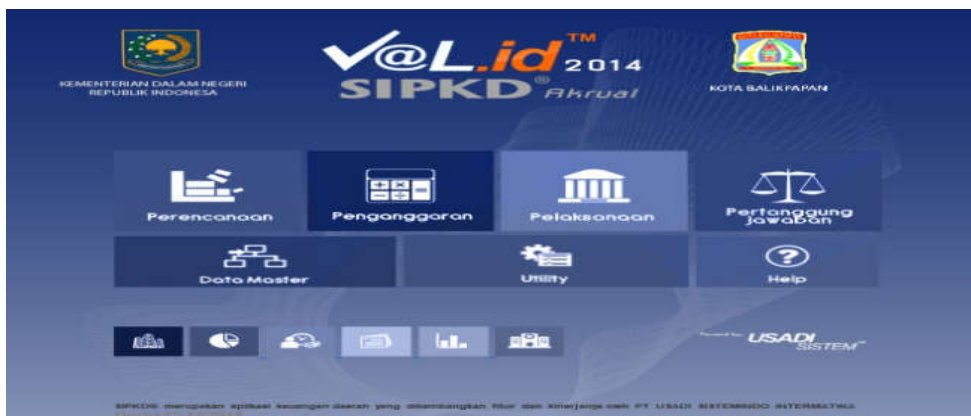 V@L.id™ 2014
SIPKD® Akrual
KEMENTERIAN DALAM NEGERI
REPUBLIK INDONESIA
KOTA BALIKPAPAN
Perencanaan
Penganggaran
Pelaksanaan
Pertanggung
jawaban
Data Master
Utility
Help
USADI
SISTEM
SIPKD® merupakan aplikasi keuangan daerah yang dikembangkan fitur dan kinerjanya oleh PT USADI SISTEMINDO INTERMATIKA